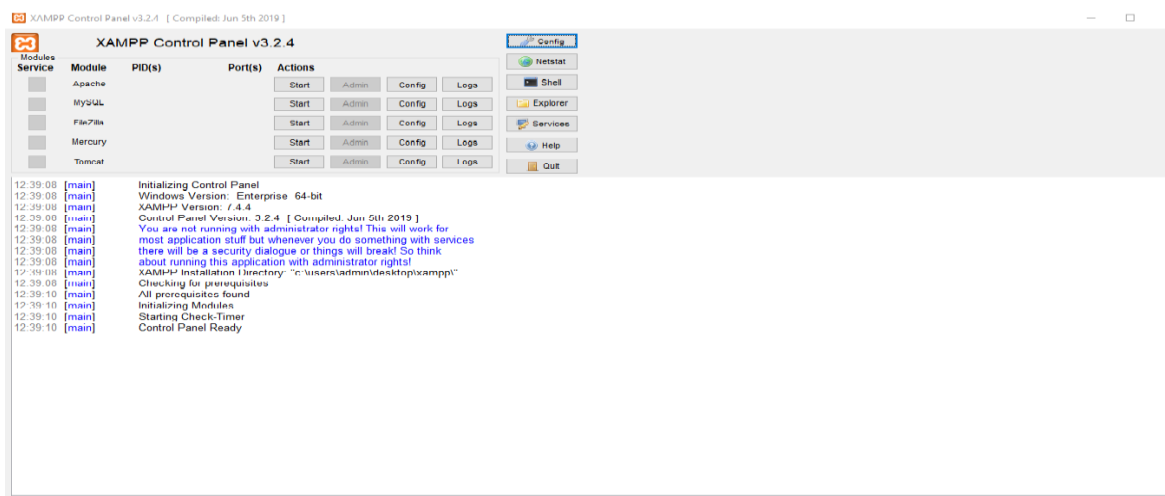 XAMPP Control Panel v3.2.4 [ Compiled: Jun 5th 2019 ]
XAMPP Control Panel v3.2.4
Config
Modules
Service Module PID(s) Port(s) Actions
Netstat
Apache Start Admin Config Logs
Shell
MySQL Start Admin Config Logs
Explorer
FileZilla Start Admin Config Logs
Services
Mercury Start Admin Config Logs
Help
Tomcat Start Admin Config Logs
Quit
12:39:08 [main] Initializing Control Panel
12:39:08 [main] Windows Version: Enterprise 64-bit
12:39:08 [main] XAMPP Version: 7.4.4
12:39:08 [main] Control Panel Version: 3.2.4 [ Compiled: Jun 5th 2019 ]
12:39:08 [main] You are not running with administrator rights! This will work for
12:39:08 [main] most application stuff but whenever you do something with services
12:39:08 [main] there will be a security dialogue or things will break! So think
12:39:08 [main] about running this application with administrator rights!
12:39:08 [main] XAMPP Installation Directory: "c:\users\admin\desktop\xampp\"
12:39:08 [main] Checking for prerequisites
12:39:10 [main] All prerequisites found
12:39:10 [main] Initializing Modules
12:39:10 [main] Starting Check-Timer
12:39:10 [main] Control Panel Ready